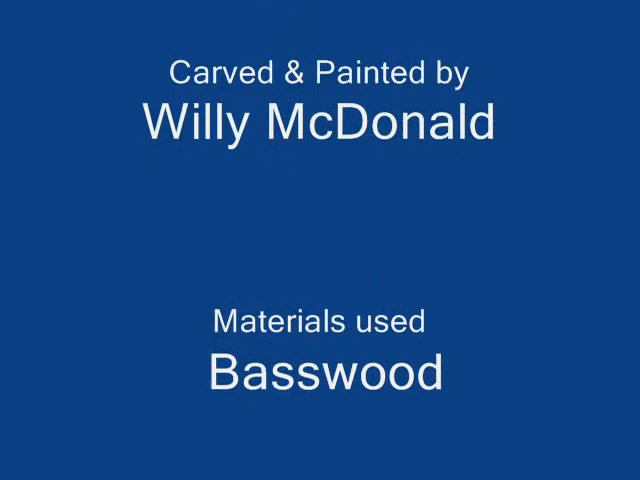 Carved & Painted by
Willy McDonald
Materials used
Basswood